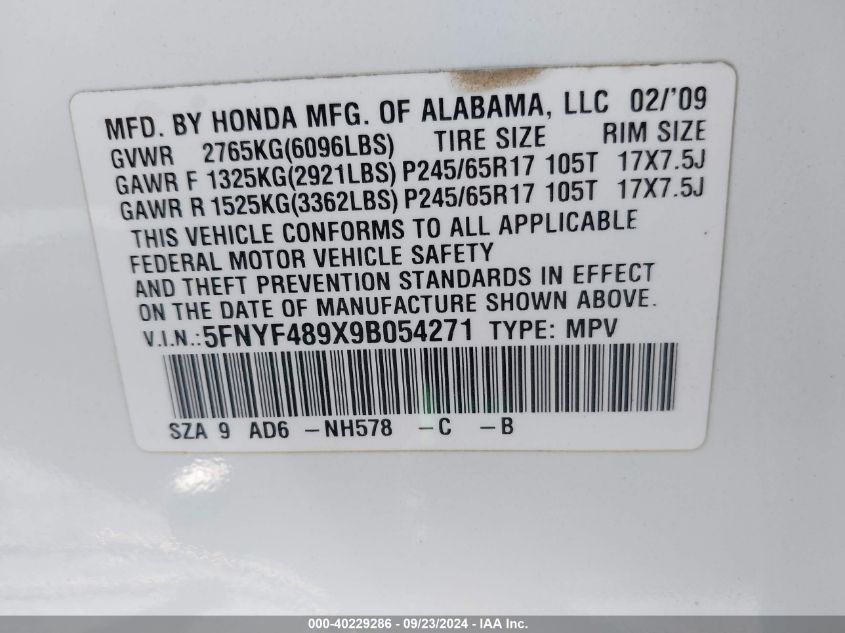 MFD. BY HONDA MFG. OF ALABAMA, LLC 02/'09
GVWR 2765KG(6096LBS) TIRE SIZE RIM SIZE
GAWR F 1325KG(2921LBS) P245/65R17 105T 17X7.5J
GAWR R 1525KG(3362LBS) P245/65R17 105T 17X7.5J
THIS VEHICLE CONFORMS TO ALL APPLICABLE
FEDERAL MOTOR VEHICLE SAFETY
AND THEFT PREVENTION STANDARDS IN EFFECT
ON THE DATE OF MANUFACTURE SHOWN ABOVE.
V.I.N.:5FNYF489X9B054271 TYPE: MPV
SZA 9 AD6 -NH578 -C -B
000-40229286 - 09/23/2024 - IAA Inc.